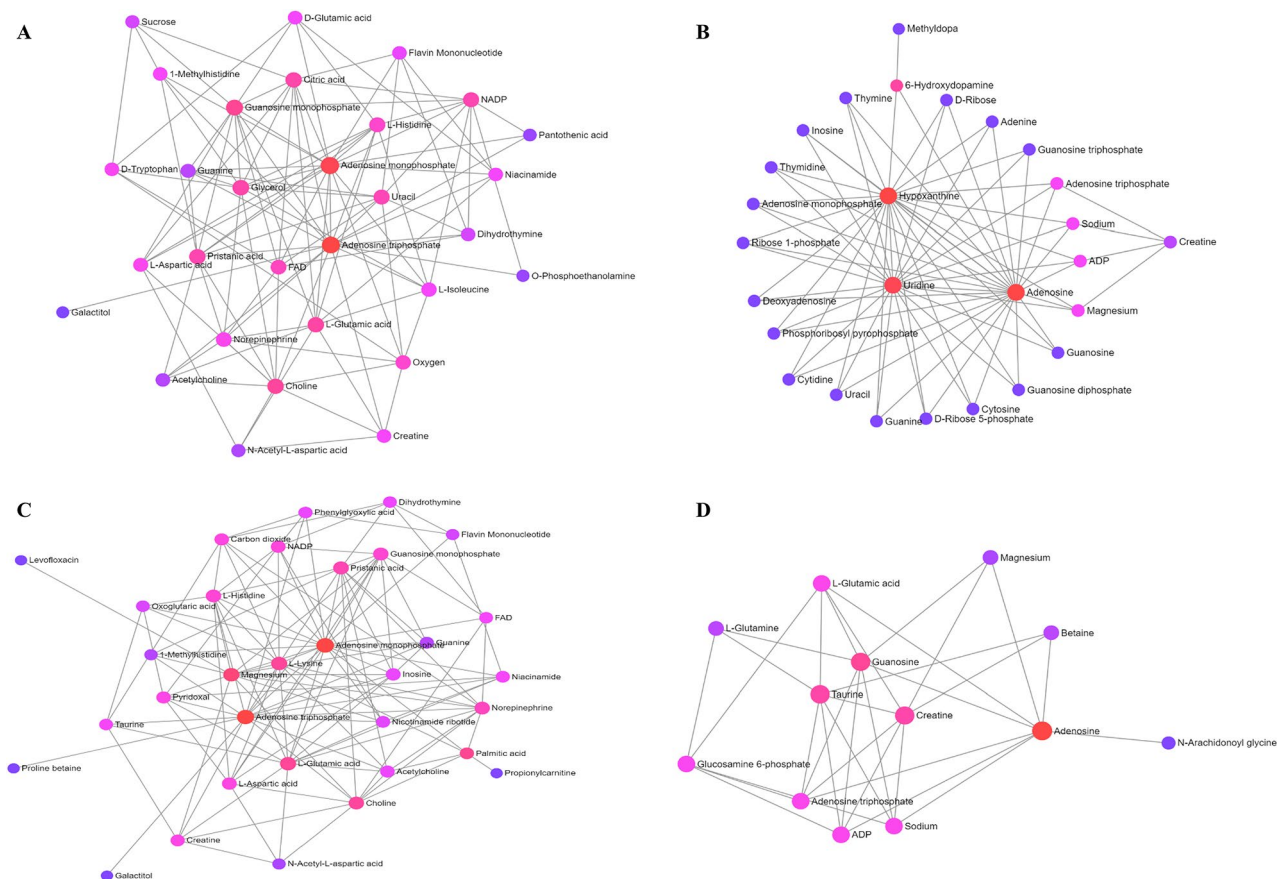 A
Sucrose
D-Glutamic acid
Flavin Mononucleotide
1-Methylhistidine
Citric acid
Guanosine monophosphate
NADP
L-Histidine
Pantothenic acid
Adenosine monophosphate
D-Tryptophan
Guanine
Niacinamide
Glycerol
Uracil
Dihydrothymine
Adenosine triphosphate
Pristanic acid
L-Aspartic acid
FAD
O-Phosphoethanolamine
L-Isoleucine
Galactitol
L-Glutamic acid
Norepinephrine
Oxygen
Acetylcholine
Choline
Creatine
N-Acetyl-L-aspartic acid
B
Methyldopa
6-Hydroxydopamine
Thymine
D-Ribose
Adenine
Inosine
Guanosine triphosphate
Thymidine
Adenosine triphosphate
Hypoxanthine
Adenosine monophosphate
Sodium
Ribose 1-phosphate
Creatine
ADP
Uridine
Adenosine
Deoxyadenosine
Magnesium
Phosphoribosyl pyrophosphate
Guanosine
Cytidine
Guanosine diphosphate
Uracil
Cytosine
Guanine
D-Ribose 5-phosphate
C
Dihydrothymine
Phenylglyoxylic acid
Flavin Mononucleotide
Carbon dioxide
NADP
Guanosine monophosphate
Levofloxacin
Pristanic acid
L-Histidine
Oxoglutaric acid
FAD
Adenosine monophosphate
Guanine
1-Methylhistidine
L-Lysine
Magnesium
Inosine
Niacinamide
Pyridoxal
Norepinephrine
Adenosine triphosphate
Nicotinamide ribotide
Taurine
Palmitic acid
L-Glutamic acid
Proline betaine
Acetylcholine
Propionylcarnitine
L-Aspartic acid
Choline
Creatine
N-Acetyl-L-aspartic acid
Galactitol
D
Magnesium
L-Glutamic acid
L-Glutamine
Betaine
Guanosine
Taurine
Creatine
Adenosine
N-Arachidonoyl glycine
Glucosamine 6-phosphate
Adenosine triphosphate
Sodium
ADP